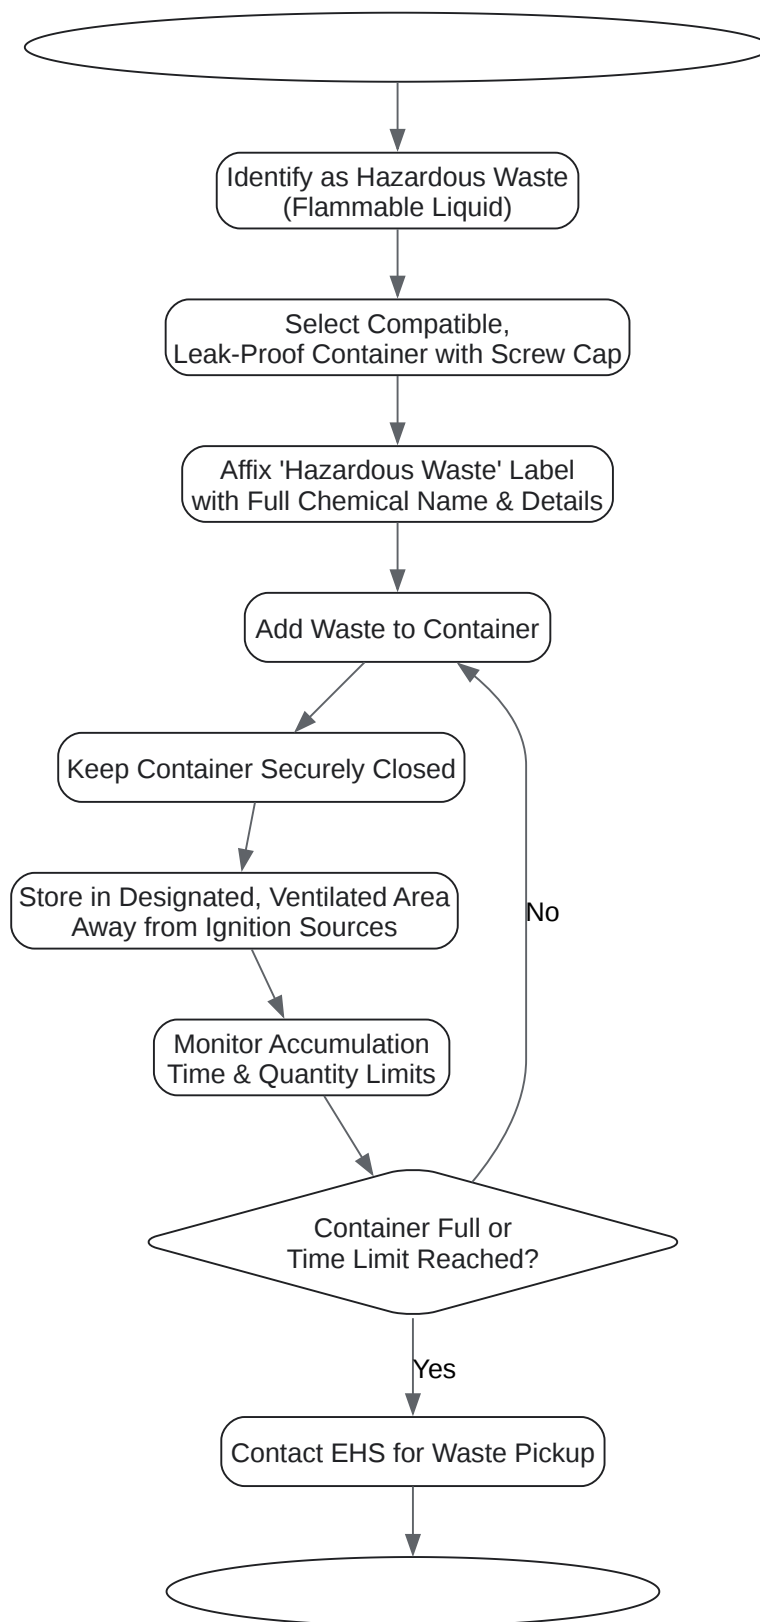 Identify as Hazardous Waste
(Flammable Liquid)
Select Compatible,
Leak-Proof Container with Screw Cap
Affix 'Hazardous Waste' Label
with Full Chemical Name & Details
Add Waste to Container
Keep Container Securely Closed
Store in Designated, Ventilated Area
Away from Ignition Sources
No
Monitor Accumulation
Time & Quantity Limits
Container Full or
Time Limit Reached?
Yes
Contact EHS for Waste Pickup